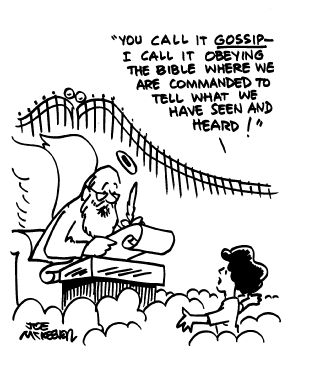 "YOU CALL IT GOSSIP—
I CALL IT OBEYING
THE BIBLE WHERE WE
ARE COMMANDED TO
TELL WHAT WE
HAVE SEEN AND
HEARD!"
JOE
MCKEEVER